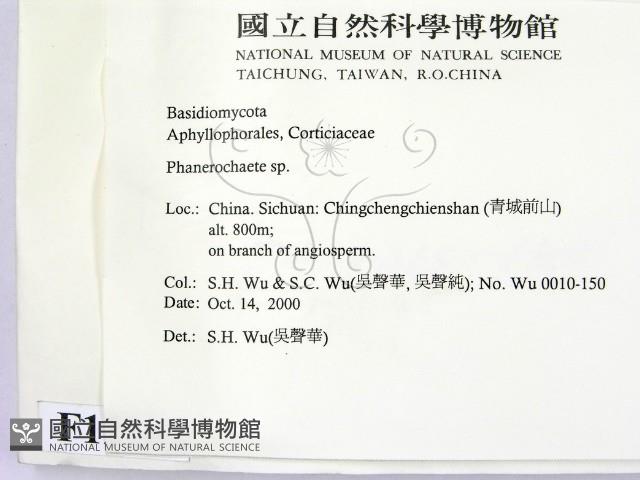 國立自然科學博物館
NATIONAL MUSEUM OF NATURAL SCIENCE
TAICHUNG, TAIWAN, R.O.CHINA
Basidiomycota
Aphyllophorales, Corticiaceae
Phanerochaete sp.
Loc.: China. Sichuan: Chingchengchienshan (青城前山)
alt. 800m;
on branch of angiosperm.
Col.: S.H. Wu & S.C. Wu(吳聲華, 吳聲純); No. Wu 0010-150
Date: Oct. 14, 2000
Det.: S.H. Wu(吳聲華)
F1
國立自然科學博物館
NATIONAL MUSEUM OF NATURAL SCIENCE